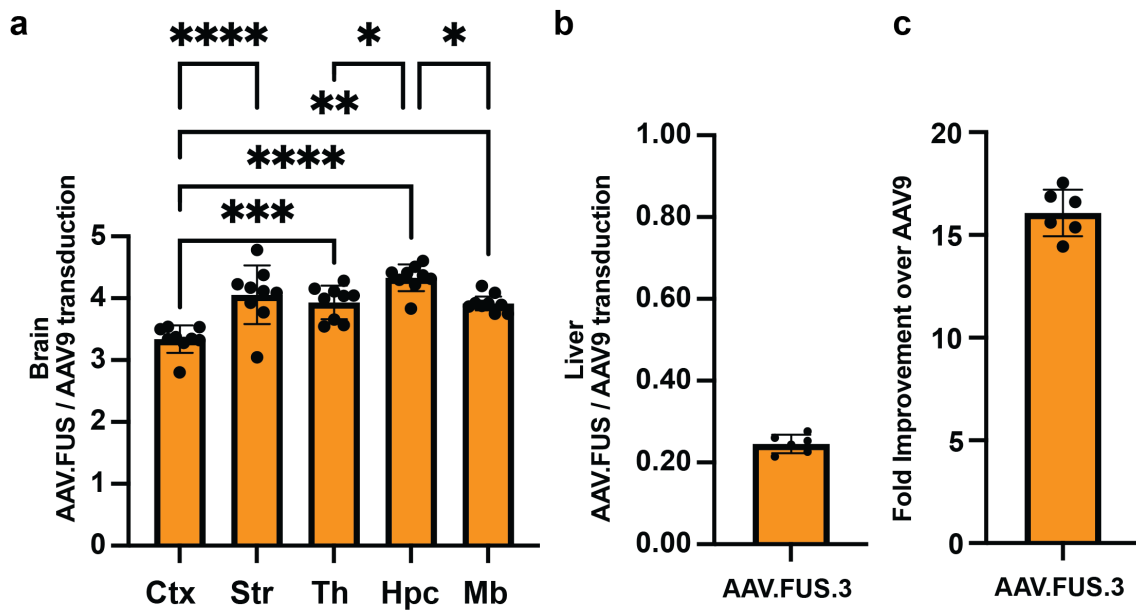 a
b
c
****
*
*
**
****
***
Brain
AAV.FUS / AAV9 transduction
5
4
3
2
1
0
Ctx
Str
Th
Hpc
Mb
Liver
AAV.FUS / AAV9 transduction
1.00
0.80
0.60
0.40
0.20
0.00
AAV.FUS.3
Fold Improvement over AAV9
20
15
10
5
0
AAV.FUS.3